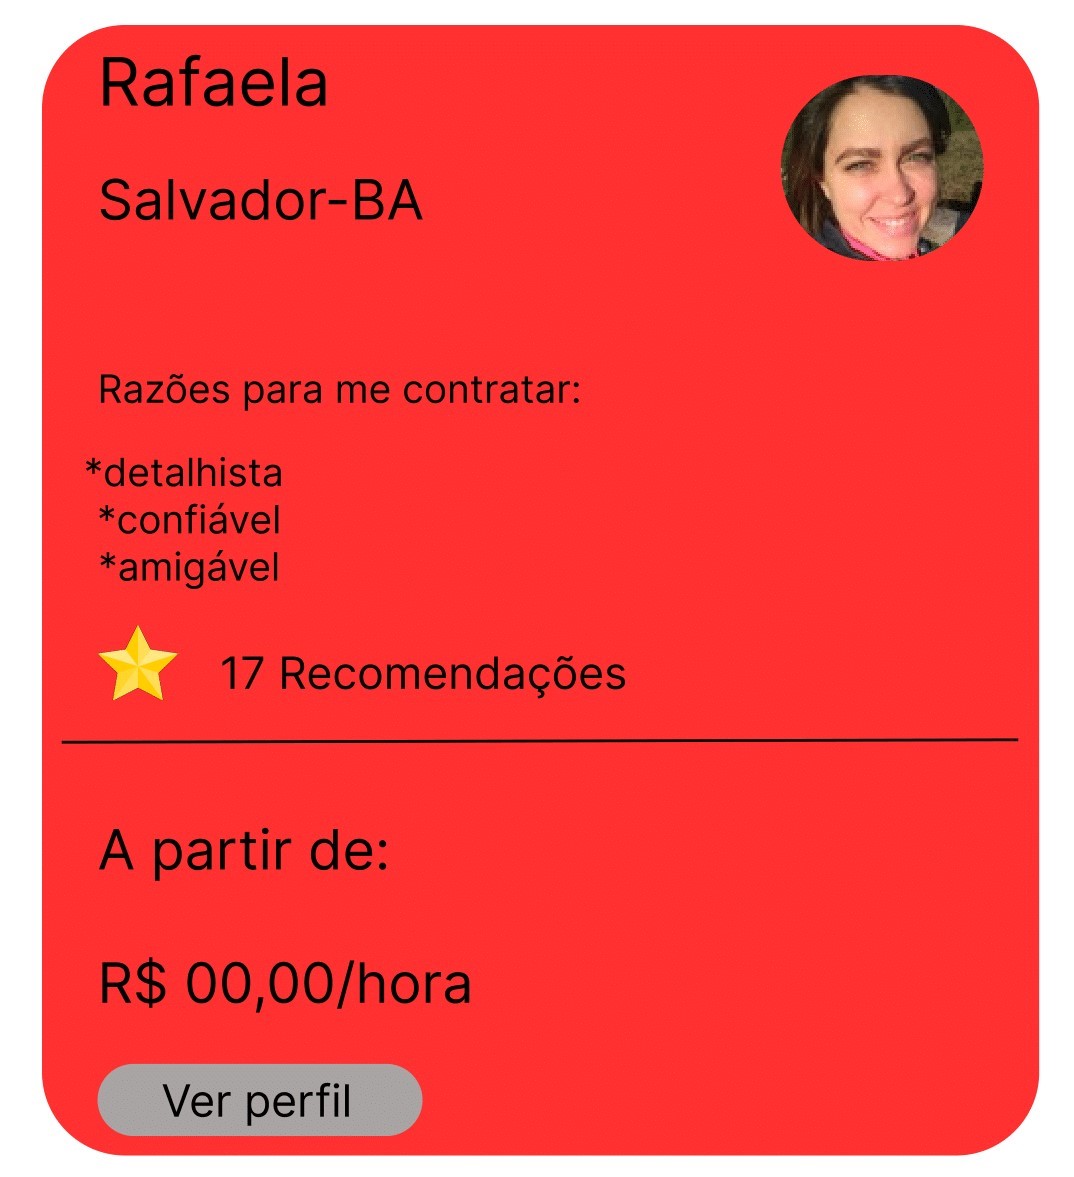 Rafaela
Salvador-BA
Razões para me contratar:
*detalhista
*confiável
*amigável
17 Recomendações
A partir de:
R$ 00,00/hora
Ver perfil